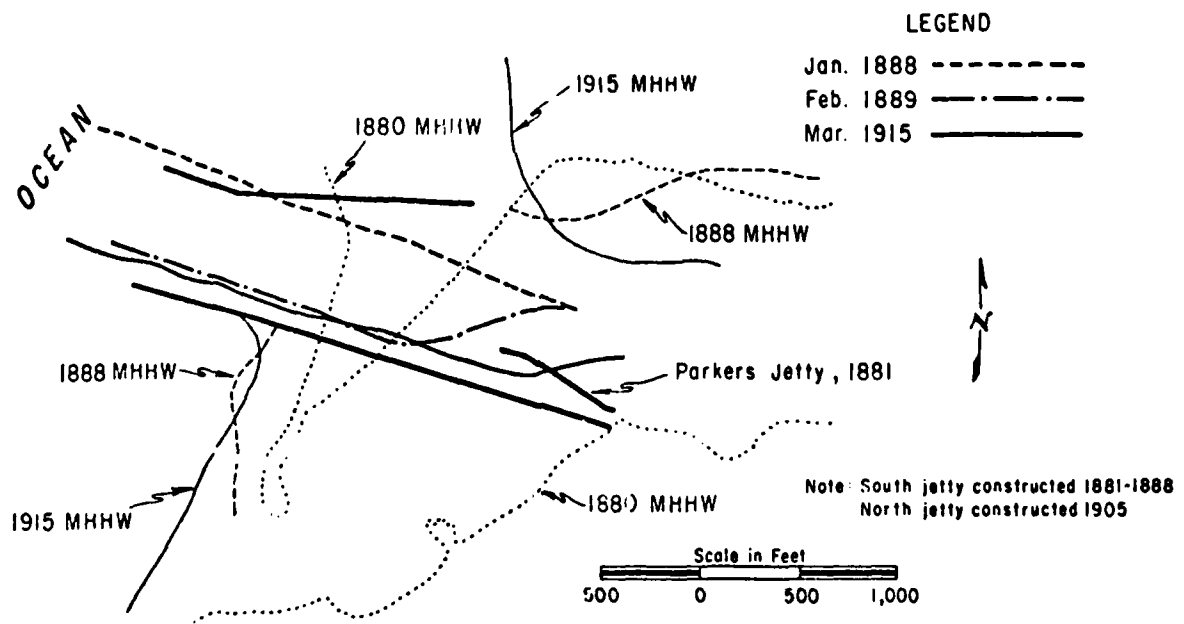 LEGEND
Jan. 1888
Feb. 1889
Mar. 1915
1915 MHHW
1880 MHHW
OCEAN
1888 MHHW
N
1888 MHHW
Parkers Jetty, 1881
1915 MHHW
1880 MHHW
Note: South jetty constructed 1881-1888
North jetty constructed 1905
Scale in Feet
500 0 500 1,000